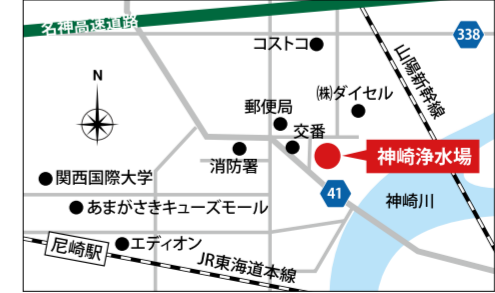 名神高速道路
338
コストコ
山陽新幹線
N
㈱ダイセル
郵便局
交番
消防署
神崎浄水場
関西国際大学
41
神崎川
あまがさきキューズモール
エディオン
尼崎駅
JR東海道本線